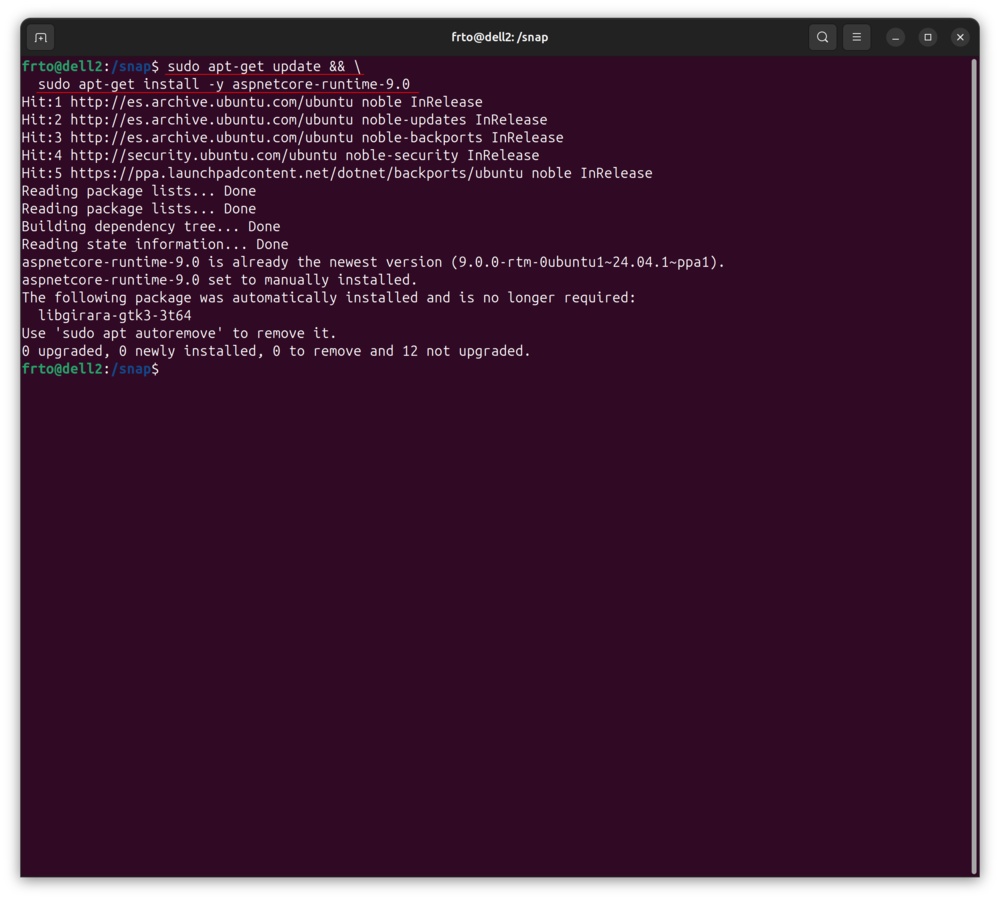 frto@dell2: /snap
frto@dell2:/snap$ sudo apt-get update && \
  sudo apt-get install -y aspnetcore-runtime-9.0
Hit:1 http://es.archive.ubuntu.com/ubuntu noble InRelease
Hit:2 http://es.archive.ubuntu.com/ubuntu noble-updates InRelease
Hit:3 http://es.archive.ubuntu.com/ubuntu noble-backports InRelease
Hit:4 http://security.ubuntu.com/ubuntu noble-security InRelease
Hit:5 https://ppa.launchpadcontent.net/dotnet/backports/ubuntu noble InRelease
Reading package lists... Done
Reading package lists... Done
Building dependency tree... Done
Reading state information... Done
aspnetcore-runtime-9.0 is already the newest version (9.0.0-rtm-0ubuntu1~24.04.1~ppa1).
aspnetcore-runtime-9.0 set to manually installed.
The following package was automatically installed and is no longer required:
  libgirara-gtk3-3t64
Use 'sudo apt autoremove' to remove it.
0 upgraded, 0 newly installed, 0 to remove and 12 not upgraded.
frto@dell2:/snap$